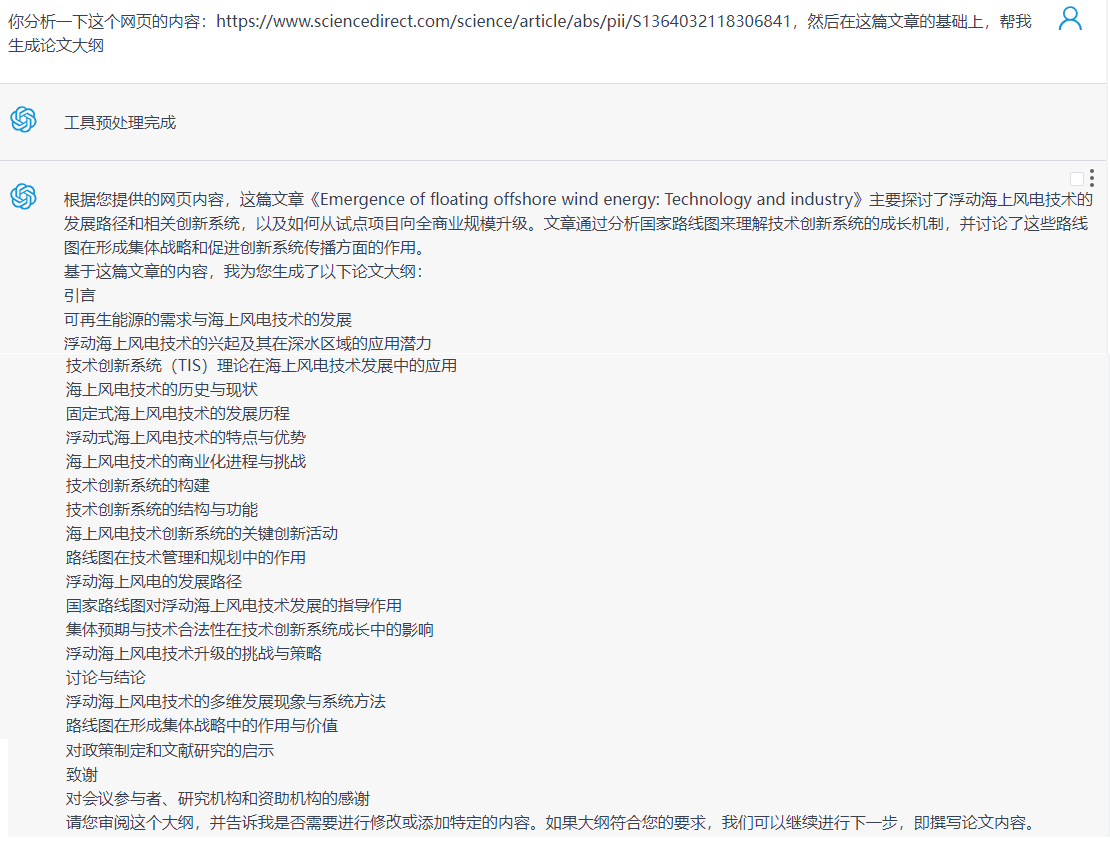 你分析一下这个网页的内容：https://www.sciencedirect.com/science/article/abs/pii/S1364032118306841，然后在这篇文章的基础上，帮我
生成论文大纲
工具预处理完成
根据您提供的网页内容，这篇文章《Emergence of floating offshore wind energy: Technology and industry》主要探讨了浮动海上风电技术的
发展路径和相关创新系统，以及如何从试点项目向全商业规模升级。文章通过分析国家路线图来理解技术创新系统的成长机制，并讨论了这些路线
图在形成集体战略和促进创新系统传播方面的作用。
基于这篇文章的内容，我为您生成了以下论文大纲：
引言
可再生能源的需求与海上风电技术的发展
浮动海上风电技术的兴起及其在深水区域的应用潜力
技术创新系统（TIS）理论在海上风电技术发展中的应用
海上风电技术的历史与现状
固定式海上风电技术的发展历程
浮动式海上风电技术的特点与优势
海上风电技术的商业化进程与挑战
技术创新系统的构建
技术创新系统的结构与功能
海上风电技术创新系统的关键创新活动
路线图在技术管理和规划中的作用
浮动海上风电的发展路径
国家路线图对浮动海上风电技术发展的指导作用
集体预期与技术合法性在技术创新系统成长中的影响
浮动海上风电技术升级的挑战与策略
讨论与结论
浮动海上风电技术的多维发展现象与系统方法
路线图在形成集体战略中的作用与价值
对政策制定和文献研究的启示
致谢
对会议参与者、研究机构和资助机构的感谢
请您审阅这个大纲，并告诉我是否需要进行修改或添加特定的内容。如果大纲符合您的要求，我们可以继续进行下一步，即撰写论文内容。